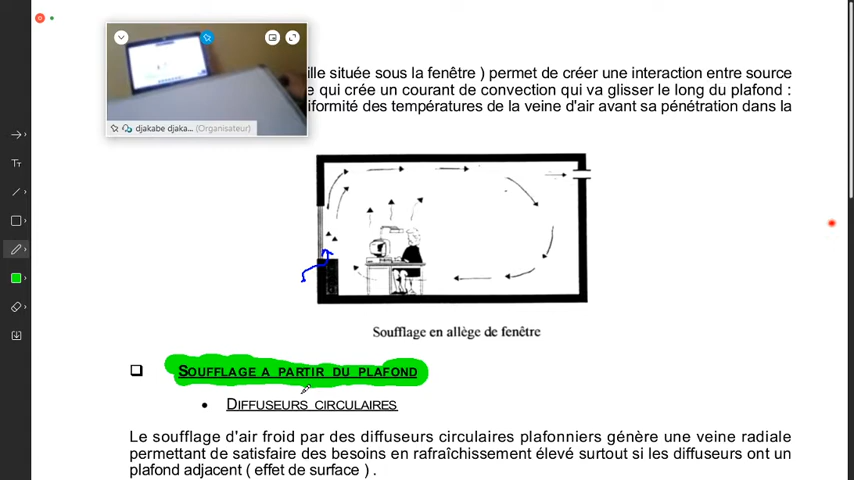 ille située sous la fenêtre ) permet de créer une interaction entre source
e qui crée un courant de convection qui va glisser le long du plafond :
iformité des températures de la veine d'air avant sa pénétration dans la
djakabe djaka... (Organisateur)
Soufflage en allège de fenêtre
SOUFFLAGE A PARTIR DU PLAFOND
• DIFFUSEURS CIRCULAIRES
Le soufflage d'air froid par des diffuseurs circulaires plafonniers génère une veine radiale
permettant de satisfaire des besoins en rafraîchissement élevé surtout si les diffuseurs ont un
plafond adjacent ( effet de surface ) .